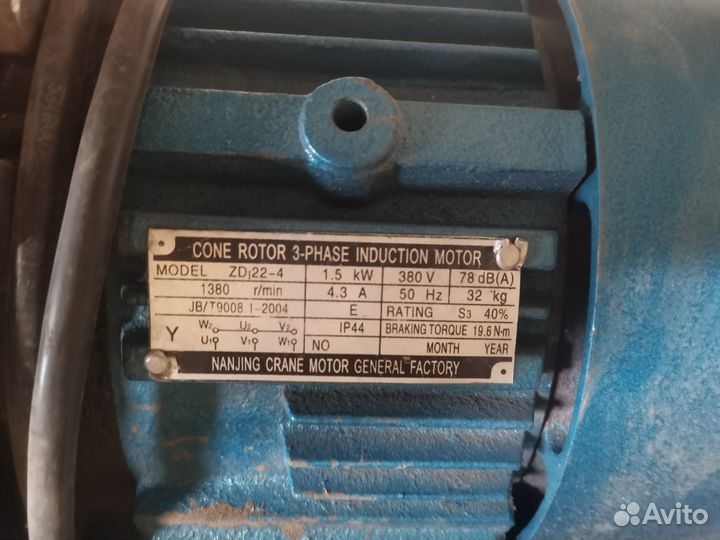 CONE ROTOR 3-PHASE INDUCTION MOTOR
MODEL ZDj22-4 1.5 kW 380 V 78 dB(A)
1380 r/min 4.3 A 50 Hz 32 kg
JB/T9008.1-2004 E RATING S3 40%
Y W2 U2 V2 IP44 BRAKING TORQUE 19.6 N·m
U1 V1 W1 NO MONTH YEAR
NANJING CRANE MOTOR GENERAL FACTORY
Avito